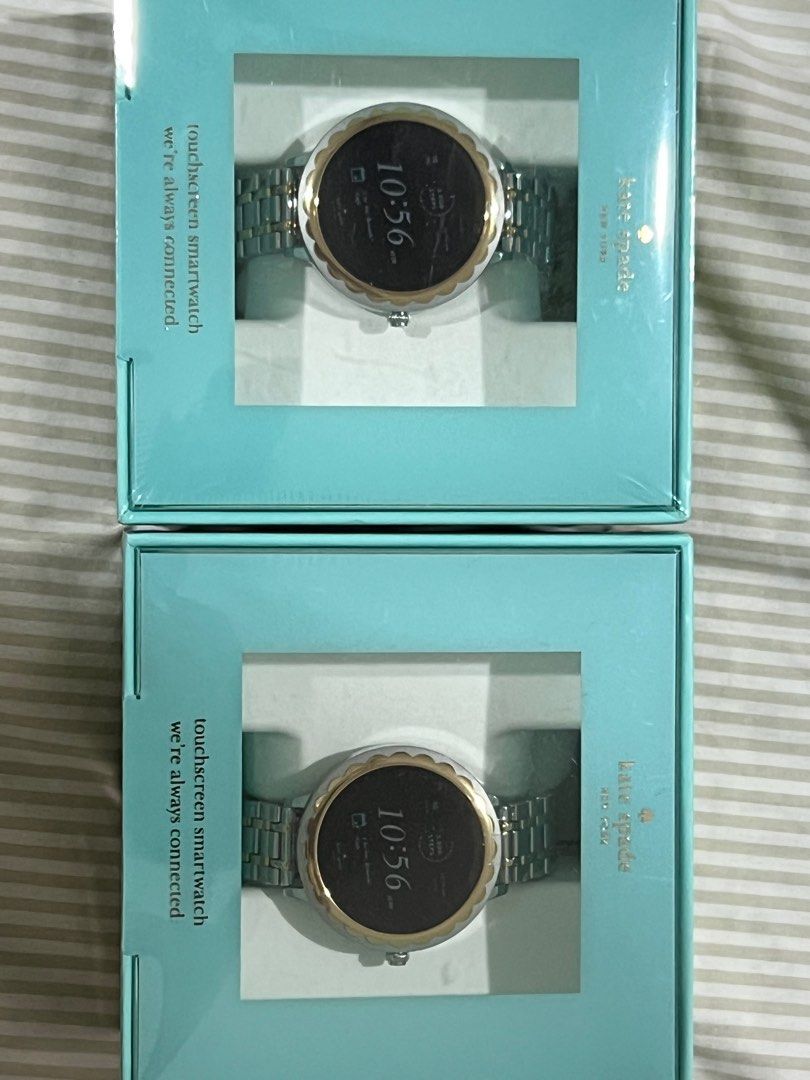 kate spade
NEW YORK
10:56
touchscreen smartwatch
we're always connected.
kate spade
NEW YORK
10:56
touchscreen smartwatch
we're always connected.